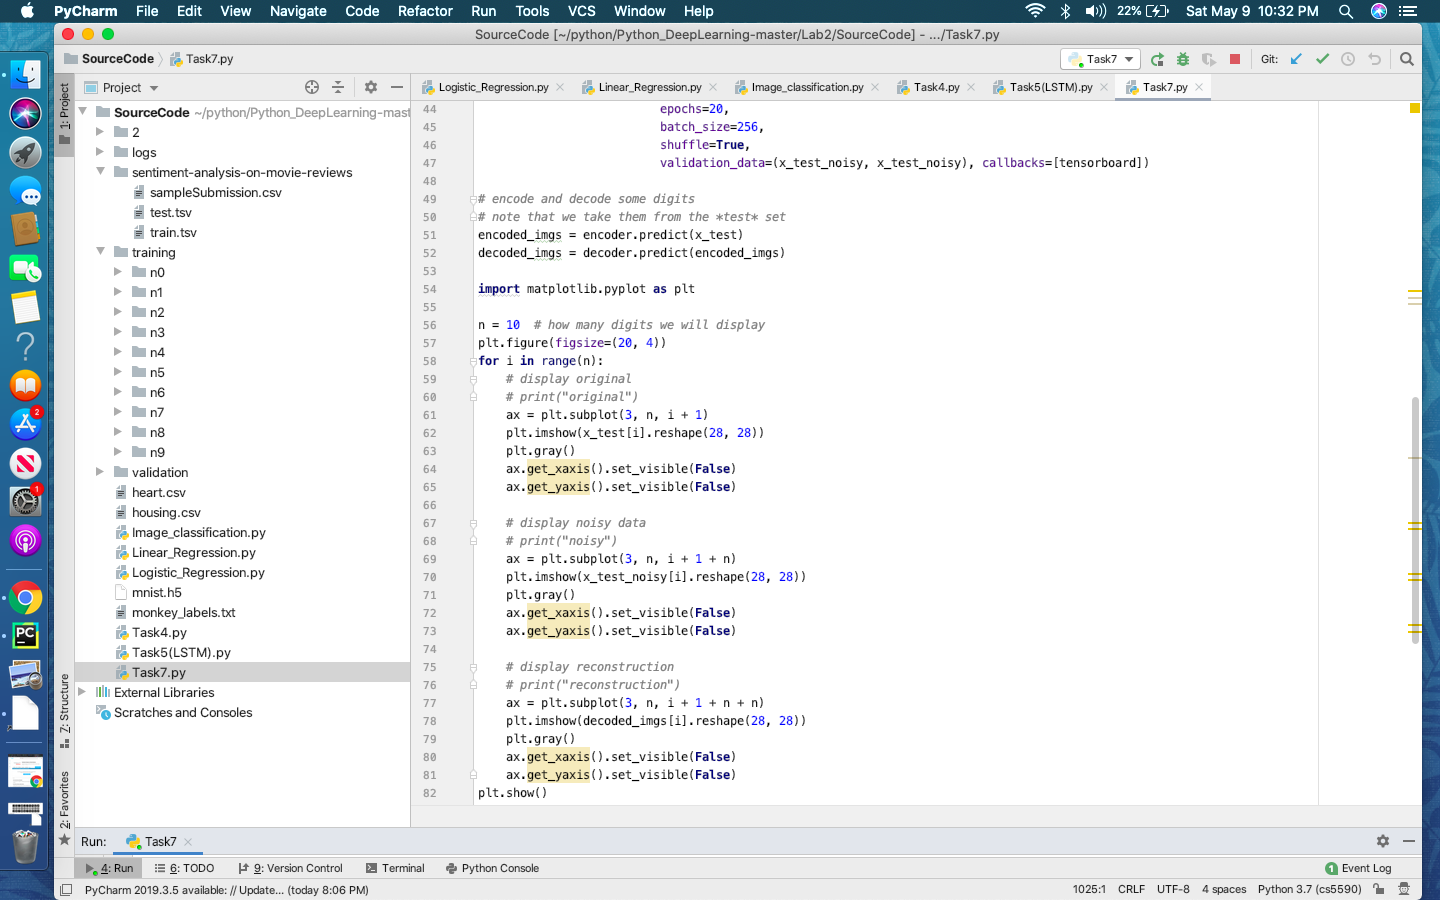 PyCharm File Edit View Navigate Code Refactor Run Tools VCS Window Help 22% Sat May 9 10:32 PM
SourceCode [~/python/Python_DeepLearning-master/Lab2/SourceCode] - .../Task7.py
SourceCode Task7.py Task7 Git:
1: Project
Project
Logistic_Regression.py Linear_Regression.py Image_classification.py Task4.py Task5(LSTM).py Task7.py
SourceCode ~/python/Python_DeepLearning-mast
2
logs
sentiment-analysis-on-movie-reviews
sampleSubmission.csv
test.tsv
train.tsv
training
n0
n1
n2
n3
n4
n5
n6
n7
n8
n9
validation
heart.csv
housing.csv
Image_classification.py
Linear_Regression.py
Logistic_Regression.py
mnist.h5
monkey_labels.txt
Task4.py
Task5(LSTM).py
Task7.py
External Libraries
Scratches and Consoles
7: Structure
2: Favorites
2
1
PC
44 epochs=20,
45 batch_size=256,
46 shuffle=True,
47 validation_data=(x_test_noisy, x_test_noisy), callbacks=[tensorboard])
48
49 # encode and decode some digits
50 # note that we take them from the *test* set
51 encoded_imgs = encoder.predict(x_test)
52 decoded_imgs = decoder.predict(encoded_imgs)
53
54 import matplotlib.pyplot as plt
55
56 n = 10  # how many digits we will display
57 plt.figure(figsize=(20, 4))
58 for i in range(n):
59     # display original
60     # print("original")
61     ax = plt.subplot(3, n, i + 1)
62     plt.imshow(x_test[i].reshape(28, 28))
63     plt.gray()
64     ax.get_xaxis().set_visible(False)
65     ax.get_yaxis().set_visible(False)
66
67     # display noisy data
68     # print("noisy")
69     ax = plt.subplot(3, n, i + 1 + n)
70     plt.imshow(x_test_noisy[i].reshape(28, 28))
71     plt.gray()
72     ax.get_xaxis().set_visible(False)
73     ax.get_yaxis().set_visible(False)
74
75     # display reconstruction
76     # print("reconstruction")
77     ax = plt.subplot(3, n, i + 1 + n + n)
78     plt.imshow(decoded_imgs[i].reshape(28, 28))
79     plt.gray()
80     ax.get_xaxis().set_visible(False)
81     ax.get_yaxis().set_visible(False)
82 plt.show()
Run: Task7
4: Run 6: TODO 9: Version Control Terminal Python Console 1 Event Log
PyCharm 2019.3.5 available: // Update... (today 8:06 PM) 1025:1 CRLF UTF-8 4 spaces Python 3.7 (cs5590)